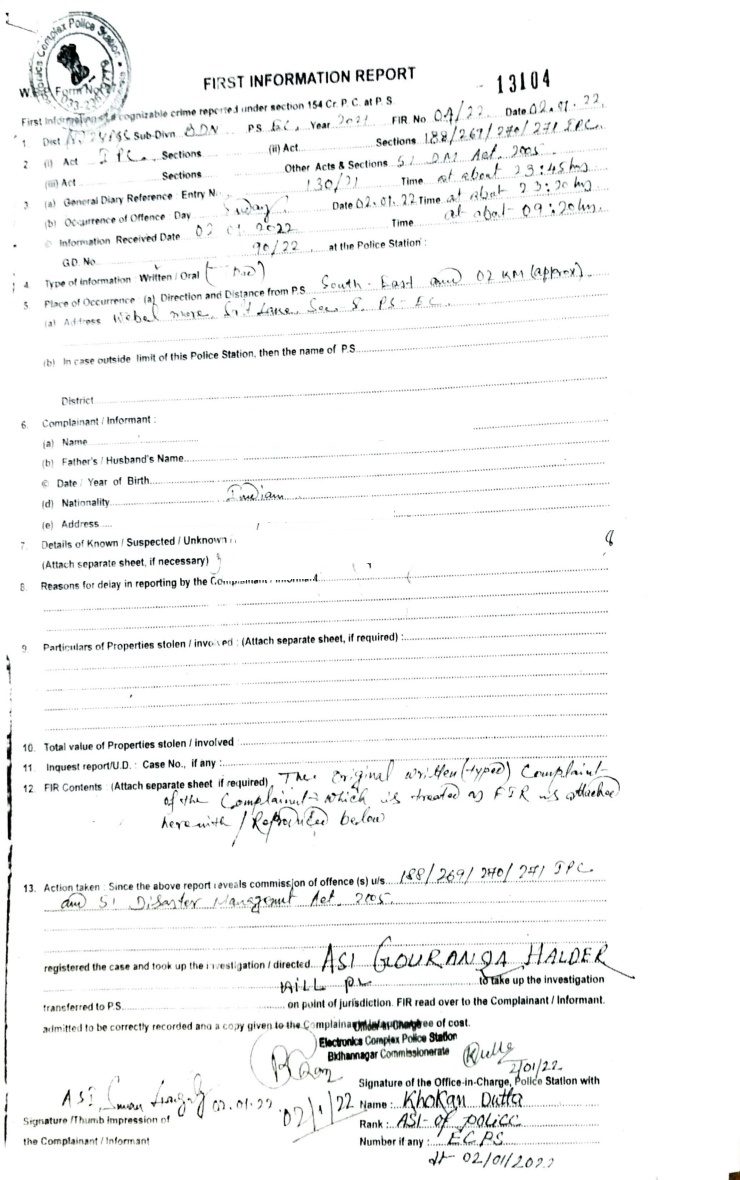 Electronics Complex Police Station
FIRST INFORMATION REPORT
- 13104
W Form No
First Information of a cognizable crime reported under section 154 Cr. P. C. at P. S.
1 Dist Sub-Divn. BDN P.S. EC, Year 2021 FIR No 04/22 Date 02.01.22.
2 (i) Act IPC. Sections (ii) Act Sections 188/269/270/271 IPC.
(iii) Act Sections Other Acts & Sections 51 DM Act. 2005.
3 (a) General Diary Reference : Entry No 130/21 Time at about 23:45 hrs
(b) Occurrence of Offence : Day Sunday Date 02.01.22 Time at about 23:20 hrs
© Information Received Date 02 01 2022 Time at about 09:20 hrs.
G.D. No. 90/22 at the Police Station :
4. Type of information : Written / Oral
5. Place of Occurrence (a) Direction and Distance from P.S. South-East and 02 KM (approx).
(a) Address Webel more, Lane, Sec 5, PS-EC.
(b) In case outside limit of this Police Station, then the name of P.S.
District
6. Complainant / Informant :
(a) Name
(b) Father's / Husband's Name
© Date / Year of Birth
(d) Nationality Indian
(e) Address
7. Details of Known / Suspected / Unknown
(Attach separate sheet, if necessary)
8. Reasons for delay in reporting by the Complainant / Informant
9. Particulars of Properties stolen / involved : (Attach separate sheet, if required) :
10. Total value of Properties stolen / involved
11. Inquest report/U.D. : Case No., if any :
12. FIR Contents : (Attach separate sheet if required) The original written (typed) Complaint
of the Complainant which is treated as FIR is attached
herewith / Reproduced below
13. Action taken : Since the above report reveals commission of offence (s) u/s 188/269/270/271 IPC
and 51 Disaster Management Act. 2005.
registered the case and took up the investigation / directed ASI GOURANGA HALDER
will pl to take up the investigation
transferred to P.S. on point of jurisdiction. FIR read over to the Complainant / Informant.
admitted to be correctly recorded and a copy given to the Complainant free of cost.
Officer-in-Charge
Electronics Complex Police Station
Bidhannagar Commissionerate
2/01/22
Signature of the Office-in-Charge, Police Station with
ASI 02.01.22
02/1/22
Name : Khokan Dutta
Signature /Thumb Impression of
Rank : ASI- of police
the Complainant / Informant
Number if any : ECPS
dt- 02/01/2022